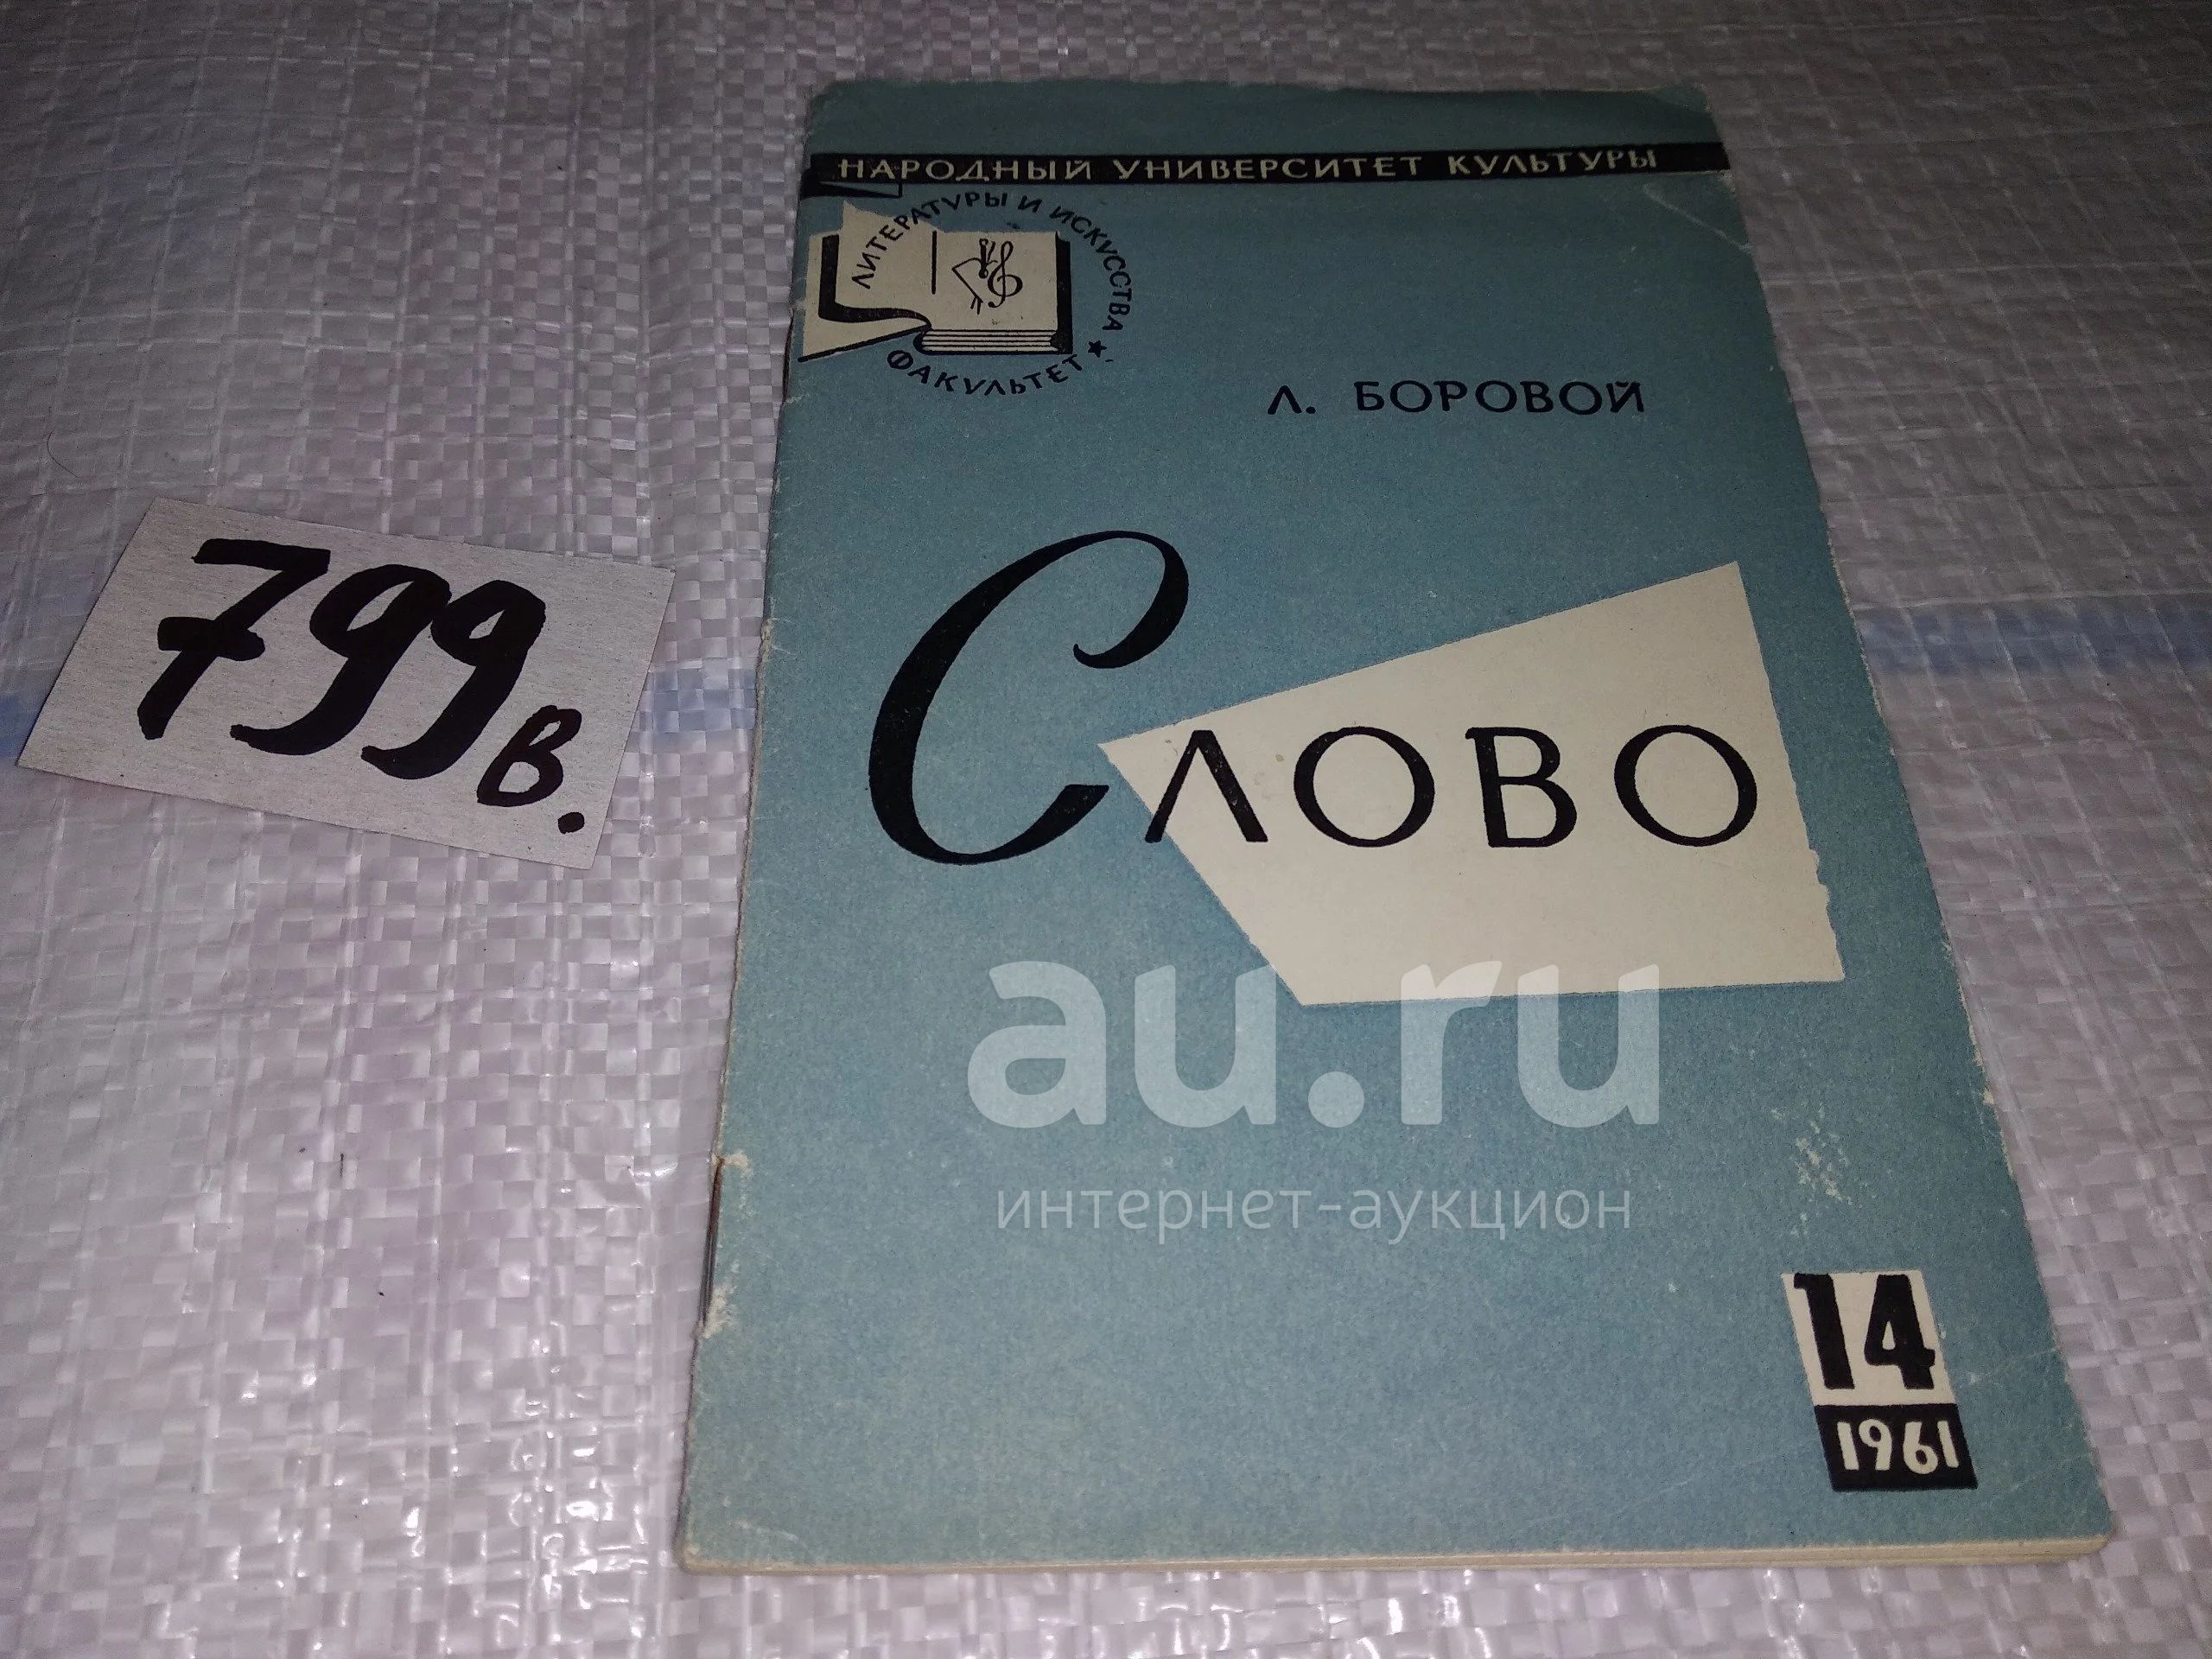 НАРОДНЫЙ УНИВЕРСИТЕТ КУЛЬТУРЫ
ЛИТЕРАТУРЫ И ИСКУССТВА ★
ФАКУЛЬТЕТ
Л. БОРОВОЙ
799в.
Слово
au.ru
интернет-аукцион
14
1961